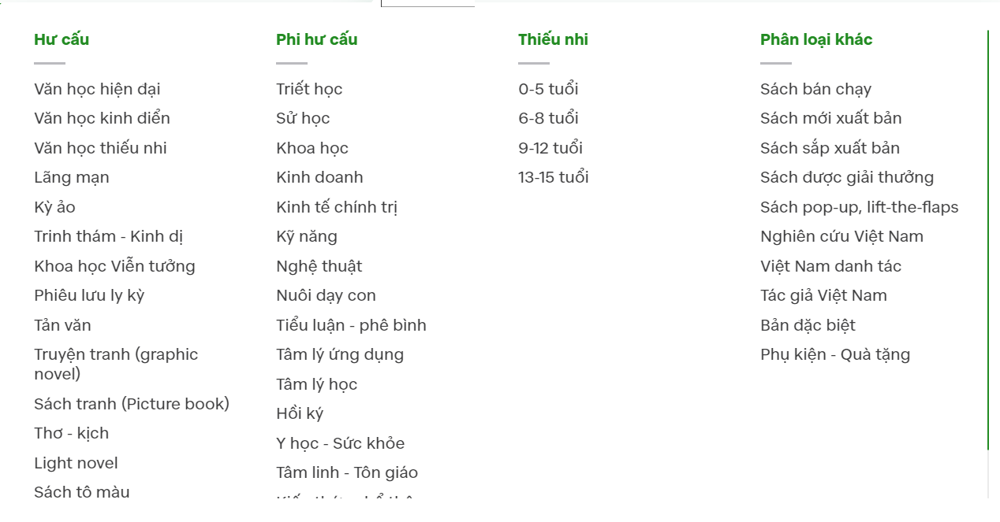 Hư cấu
Văn học hiện đại
Văn học kinh điển
Văn học thiếu nhi
Lãng mạn
Kỳ ảo
Trinh thám - Kinh dị
Khoa học Viễn tưởng
Phiêu lưu ly kỳ
Tản văn
Truyện tranh (graphic
novel)
Sách tranh (Picture book)
Thơ - kịch
Light novel
Sách tô màu
Phi hư cấu
Triết học
Sử học
Khoa học
Kinh doanh
Kinh tế chính trị
Kỹ năng
Nghệ thuật
Nuôi dạy con
Tiểu luận - phê bình
Tâm lý ứng dụng
Tâm lý học
Hồi ký
Y học - Sức khỏe
Tâm linh - Tôn giáo
Thiếu nhi
0-5 tuổi
6-8 tuổi
9-12 tuổi
13-15 tuổi
Phân loại khác
Sách bán chạy
Sách mới xuất bản
Sách sắp xuất bản
Sách được giải thưởng
Sách pop-up, lift-the-flaps
Nghiên cứu Việt Nam
Việt Nam danh tác
Tác giả Việt Nam
Bản đặc biệt
Phụ kiện - Quà tặng